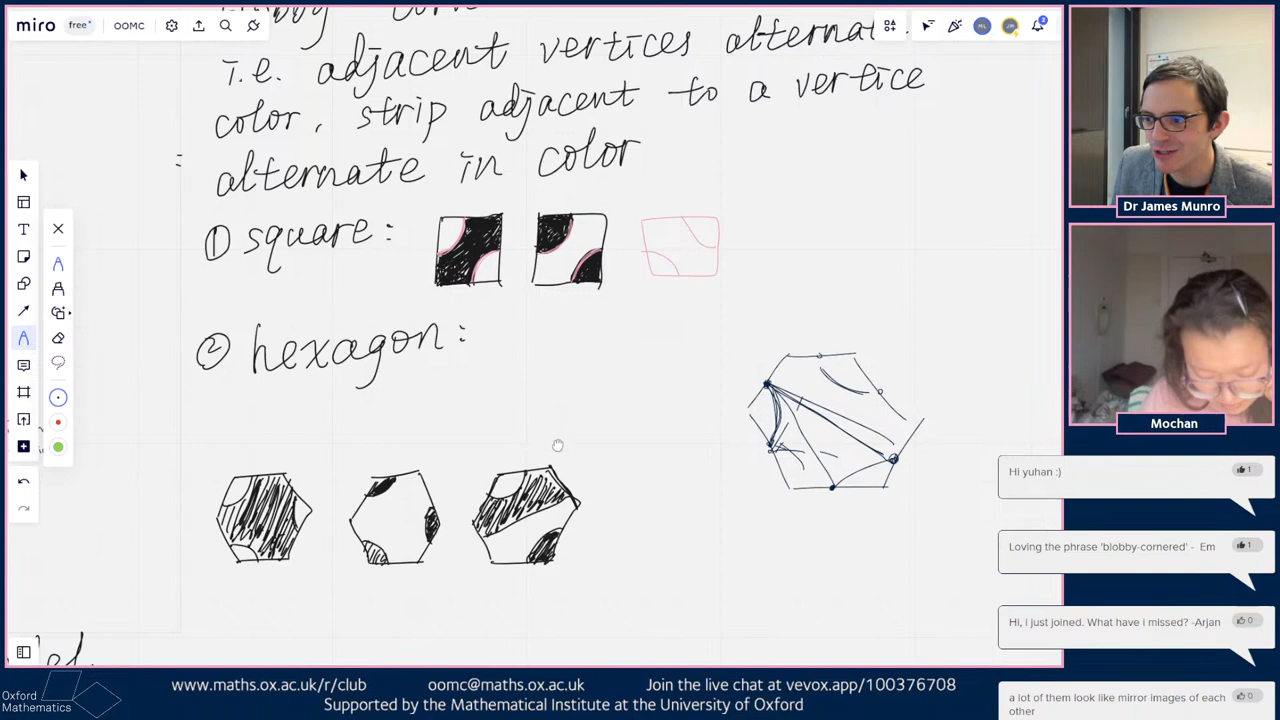 miro free OOMC
i.e. adjacent vertices alternat
color, strip adjacent to a vertice
alternate in color
① square:
② hexagon:
Dr James Munro
Mochan
Hi yuhan :)
1
Loving the phrase 'blobby-cornered' - Em
1
Hi, i just joined. What have i missed? -Arjan
0
a lot of them look like mirror images of each
other
0
Oxford
Mathematics
www.maths.ox.ac.uk/r/club oomc@maths.ox.ac.uk Join the live chat at vevox.app/100376708
Supported by the Mathematical Institute at the University of Oxford